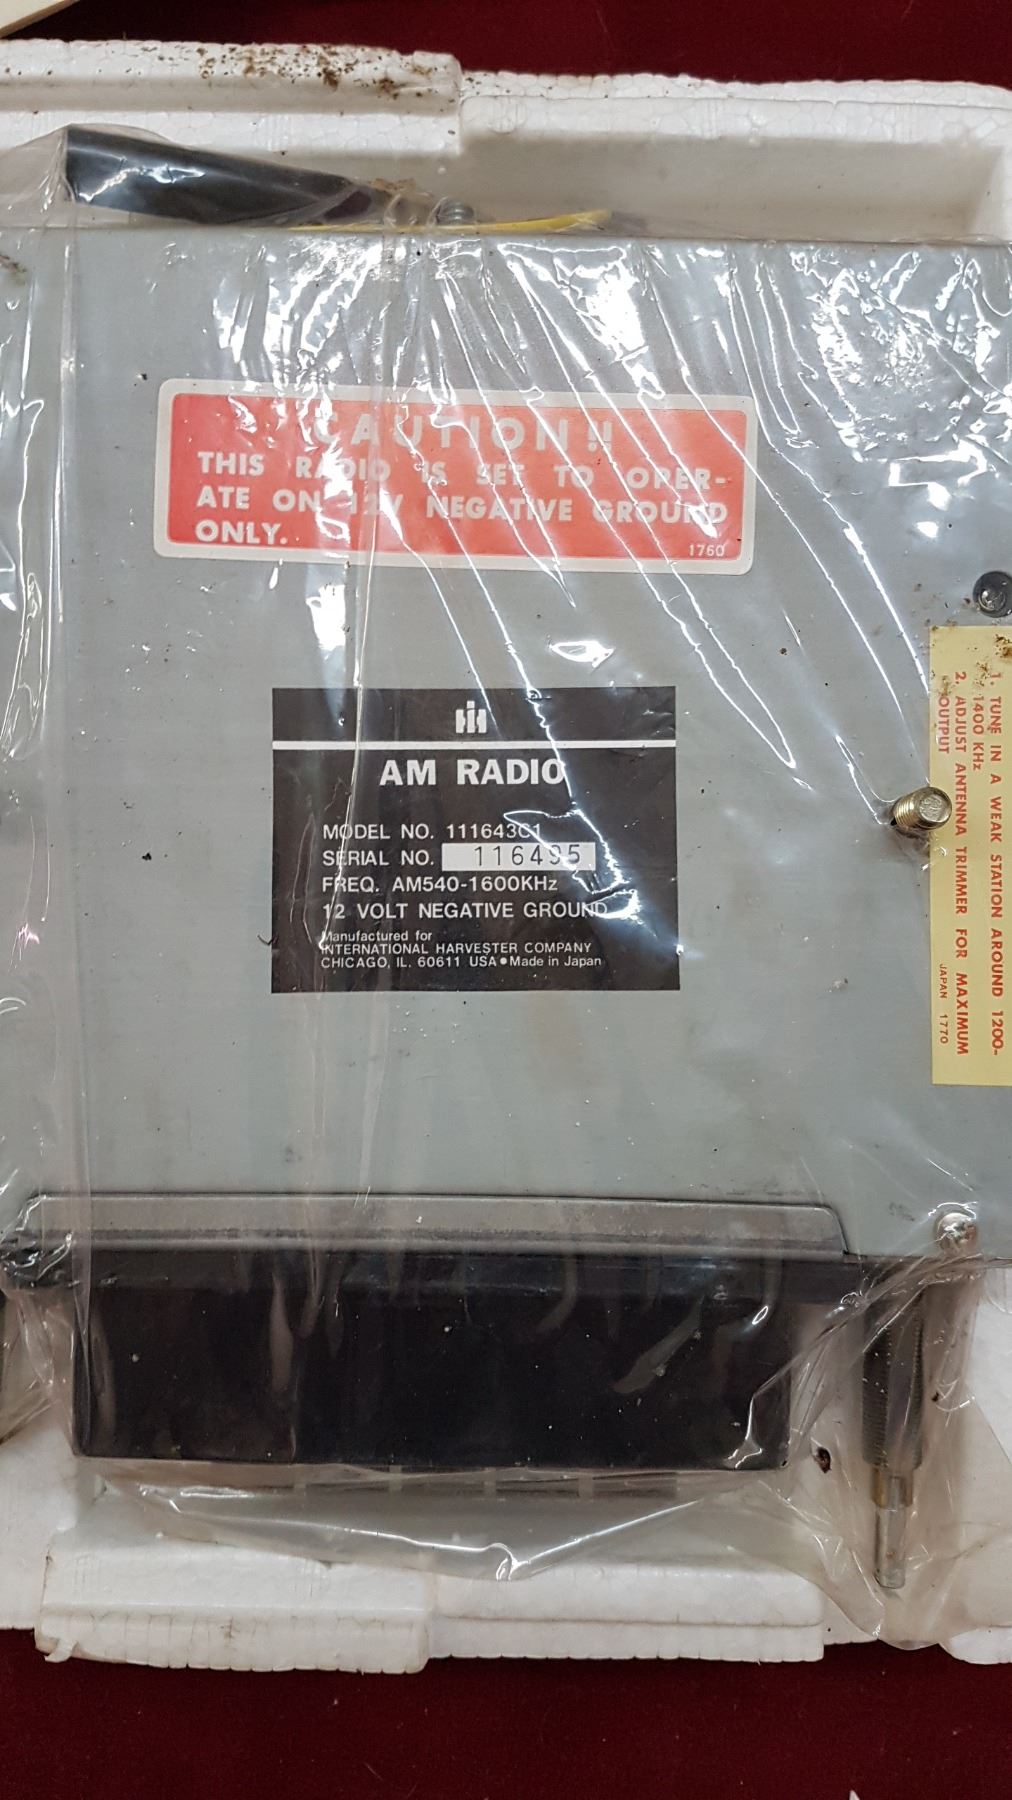 CAUTION!!
THIS RADIO IS SET TO OPER-
ATE ON 12V NEGATIVE GROUND
ONLY.
1760
AM RADIO
MODEL NO. 111643C1
SERIAL NO. 116495
FREQ. AM540-1600KHz
12 VOLT NEGATIVE GROUND
Manufactured for
INTERNATIONAL HARVESTER COMPANY
CHICAGO, IL. 60611 USA●Made in Japan
1. TUNE IN A WEAK STATION AROUND 1200-
1400 KHz
2. ADJUST ANTENNA TRIMMER FOR MAXIMUM
OUTPUT
JAPAN 1770